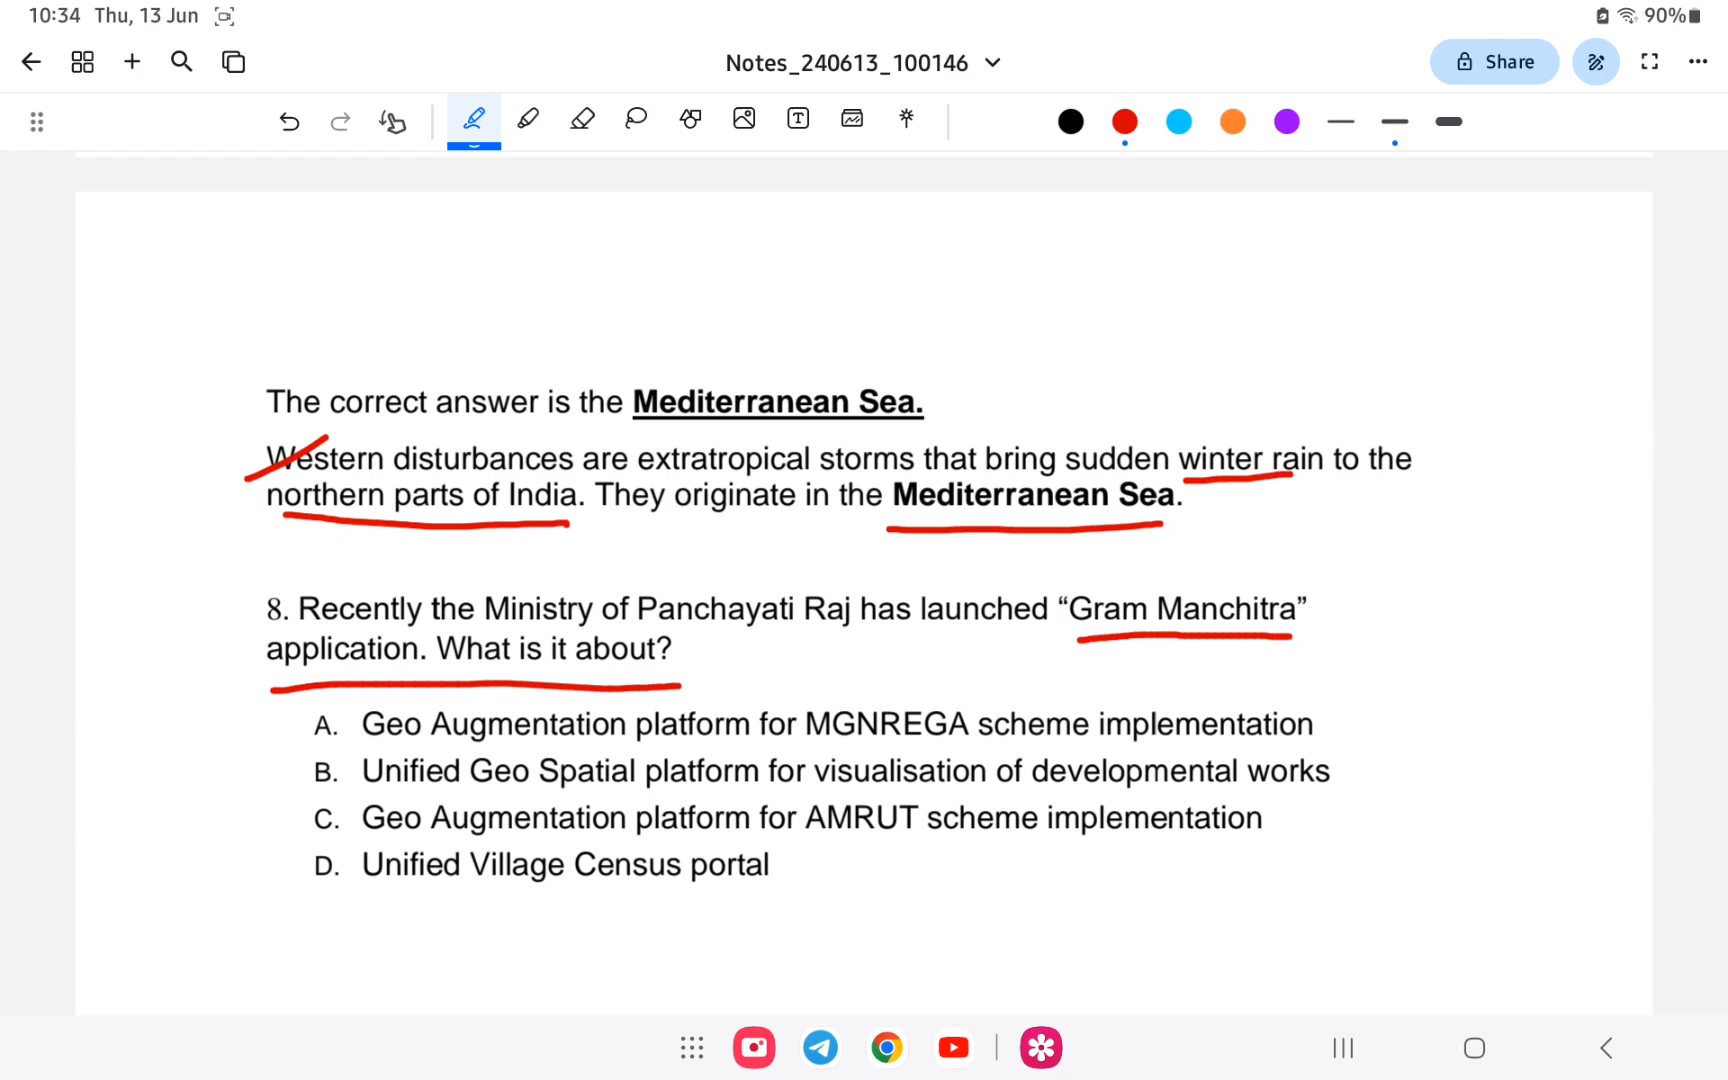 10:34 Thu, 13 Jun 90%
Notes_240613_100146 Share
The correct answer is the Mediterranean Sea.
Western disturbances are extratropical storms that bring sudden winter rain to the
northern parts of India. They originate in the Mediterranean Sea.
8. Recently the Ministry of Panchayati Raj has launched “Gram Manchitra”
application. What is it about?
A. Geo Augmentation platform for MGNREGA scheme implementation
B. Unified Geo Spatial platform for visualisation of developmental works
C. Geo Augmentation platform for AMRUT scheme implementation
D. Unified Village Census portal